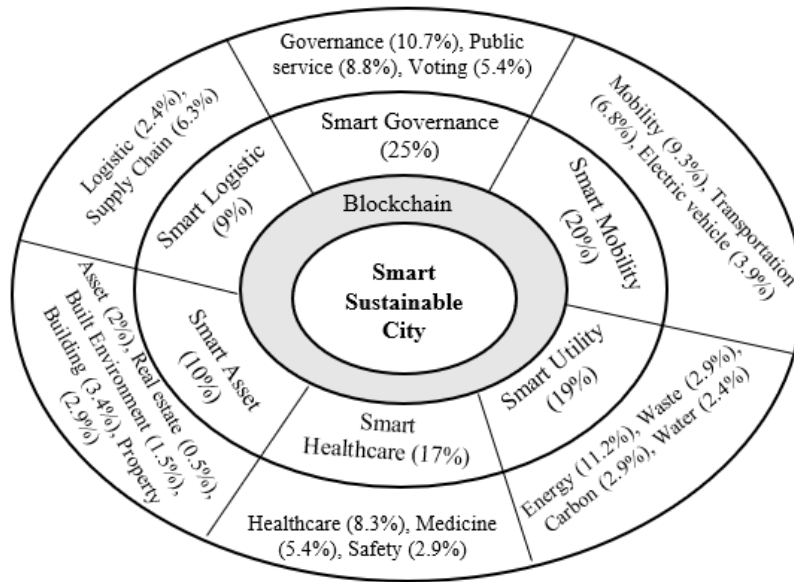 Governance (10.7%), Public
service (8.8%), Voting (5.4%)
Smart Governance
(25%)
Mobility (9.3%), Transportation
(6.8%), Electric vehicle (3.9%)
Smart Mobility
(20%)
Energy (11.2%), Waste (2.9%),
Carbon (2.9%), Water (2.4%)
Smart Utility
(19%)
Smart
Healthcare (17%)
Healthcare (8.3%), Medicine
(5.4%), Safety (2.9%)
Smart Asset
(10%)
Asset (2%), Real estate (0.5%),
Built Environment (1.5%),
Building (3.4%), Property
(2.9%)
Smart Logistic
(9%)
Logistic (2.4%),
Supply Chain (6.3%)
Blockchain
Smart
Sustainable
City